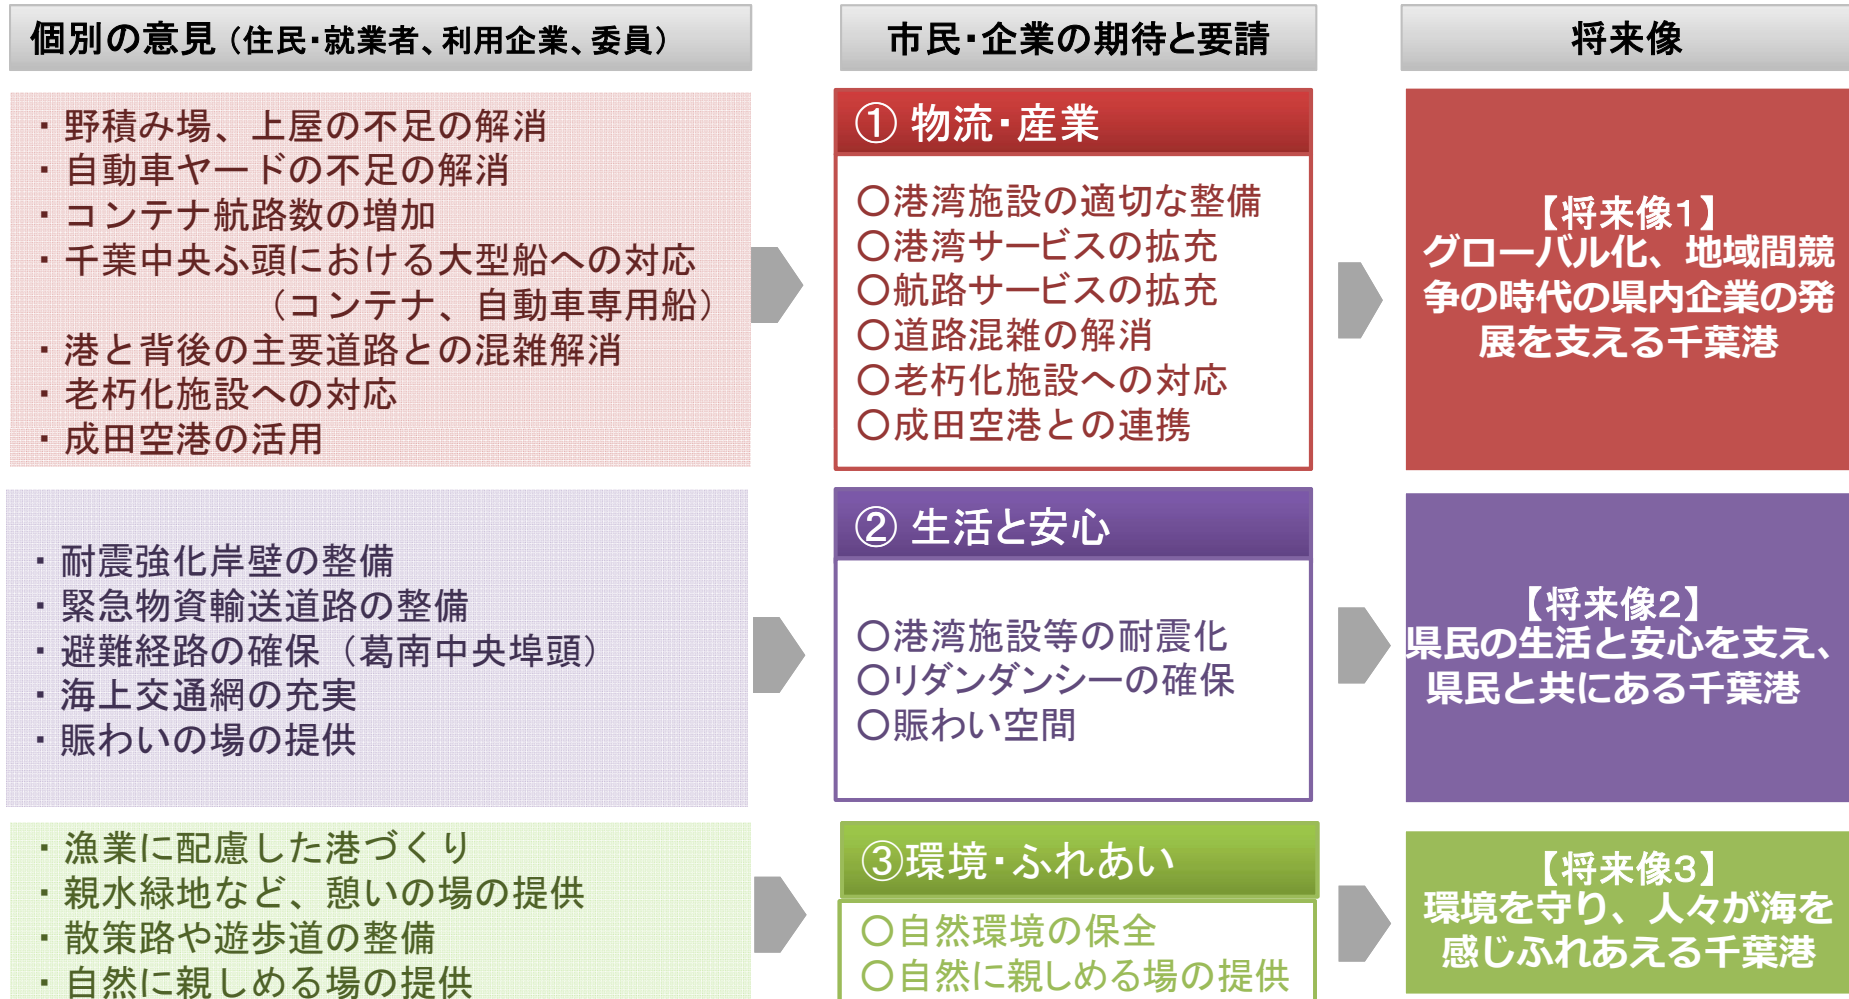 個別の意見（住民・就業者、利用企業、委員）
市民・企業の期待と要請
将来像
・野積み場、上屋の不足の解消
・自動車ヤードの不足の解消
・コンテナ航路数の増加
・千葉中央ふ頭における大型船への対応
（コンテナ、自動車専用船）
・港と背後の主要道路との混雑解消
・老朽化施設への対応
・成田空港の活用
① 物流・産業
○港湾施設の適切な整備
○港湾サービスの拡充
○航路サービスの拡充
○道路混雑の解消
○老朽化施設への対応
○成田空港との連携
【将来像1】
グローバル化、地域間競
争の時代の県内企業の発
展を支える千葉港
・耐震強化岸壁の整備
・緊急物資輸送道路の整備
・避難経路の確保（葛南中央埠頭）
・海上交通網の充実
・賑わいの場の提供
② 生活と安心
○港湾施設等の耐震化
○リダンダンシーの確保
○賑わい空間
【将来像2】
県民の生活と安心を支え、
県民と共にある千葉港
・漁業に配慮した港づくり
・親水緑地など、憩いの場の提供
・散策路や遊歩道の整備
・自然に親しめる場の提供
③環境・ふれあい
○自然環境の保全
○自然に親しめる場の提供
【将来像3】
環境を守り、人々が海を
感じふれあえる千葉港